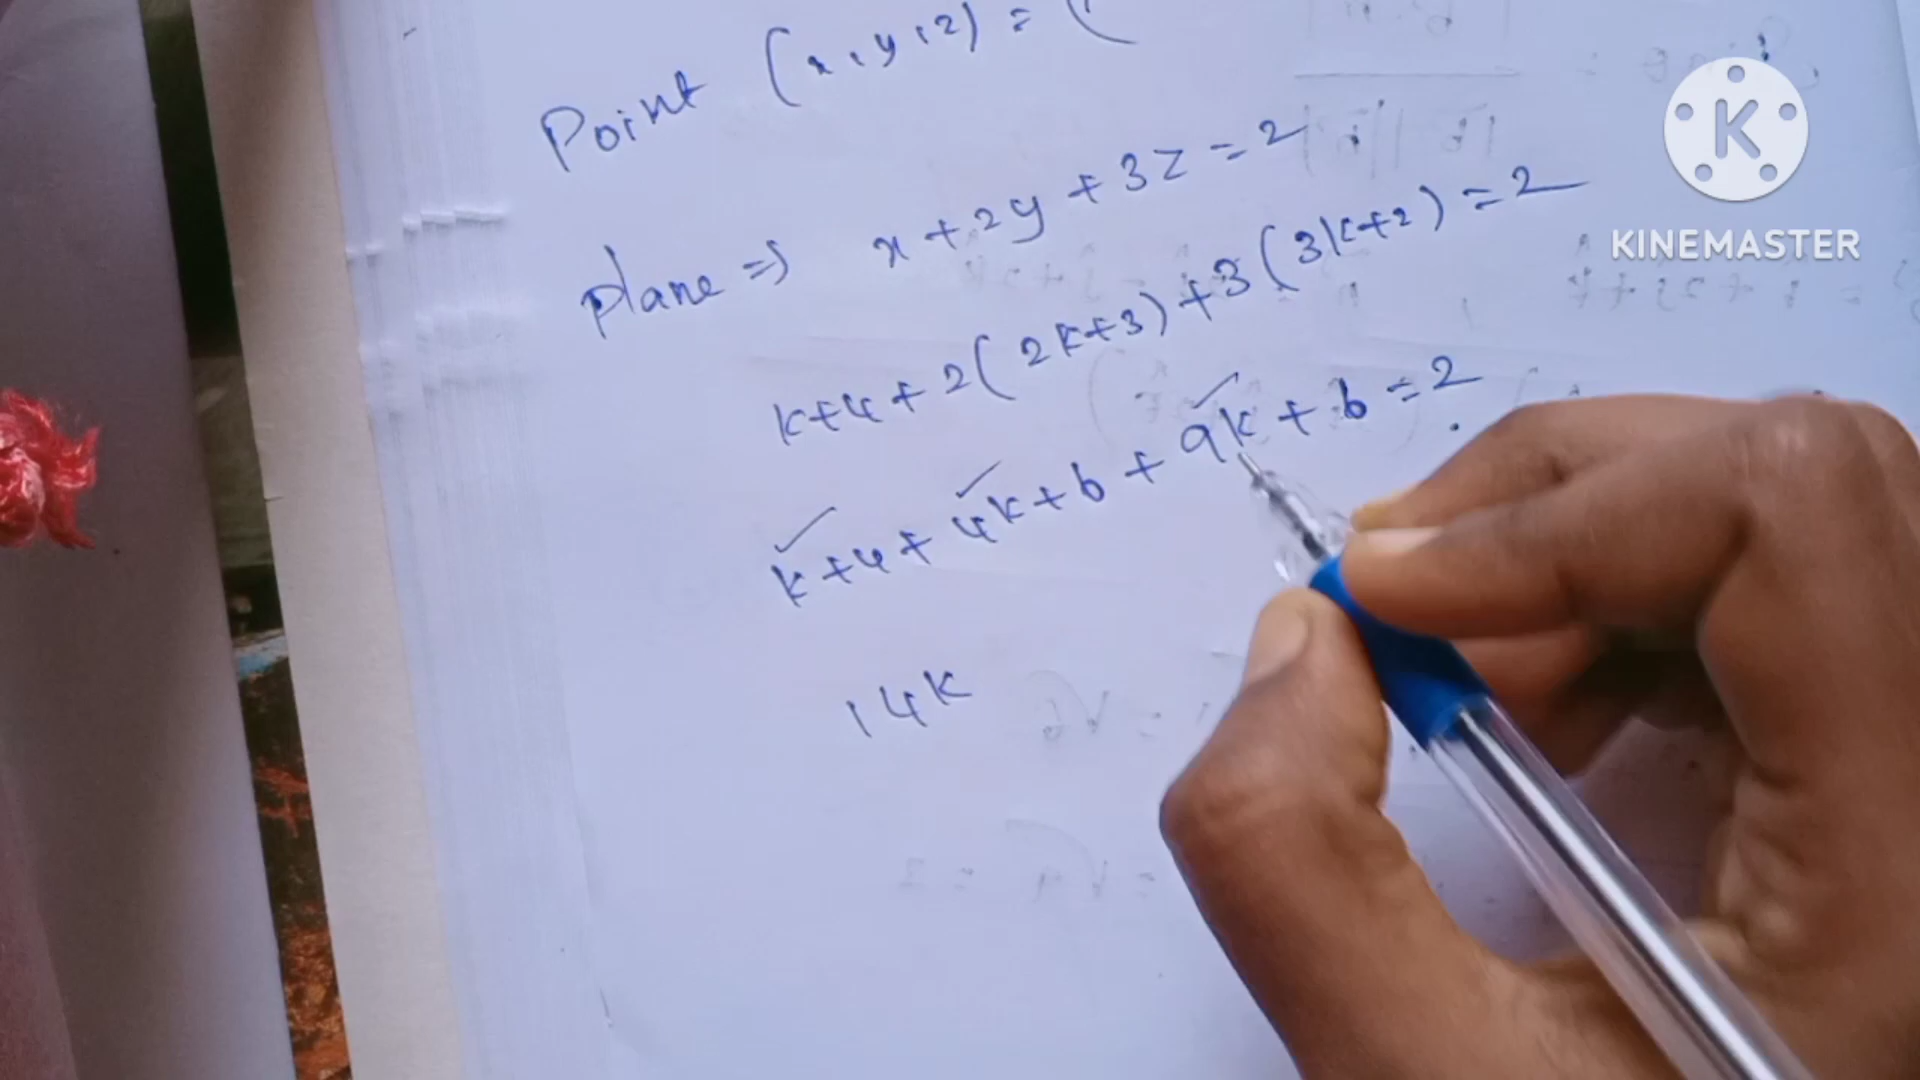 Point (x, y, z) = (
K
KINEMASTER
plane => x + 2y + 3z = 2
k+4+2(2k+3)+3(3k+2)=2
k+4+4k+6+9k+6=2
14k